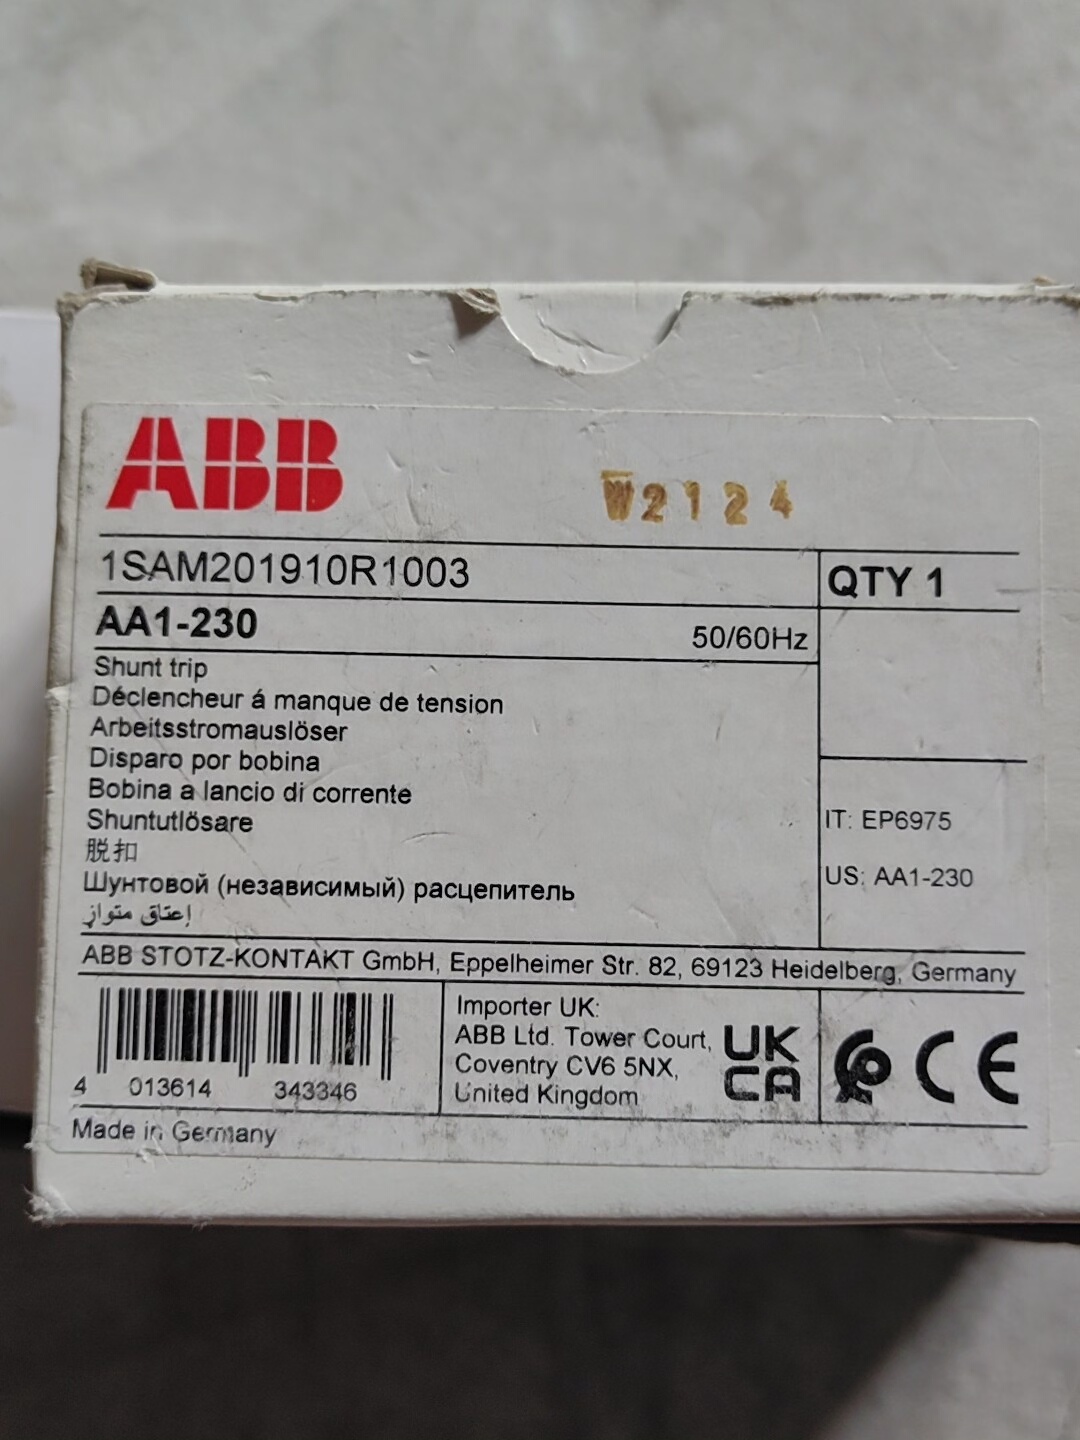 ABB
W2124
1SAM201910R1003
QTY 1
AA1-230
50/60Hz
Shunt trip
Déclencheur á manque de tension
Arbeitsstromauslöser
Disparo por bobina
Bobina a lancio di corrente
Shuntutlösare
脱扣
Шунтовой (независимый) расцепитель
إعتاق متواز
IT: EP6975
US: AA1-230
ABB STOTZ-KONTAKT GmbH, Eppelheimer Str. 82, 69123 Heidelberg, Germany
4 013614 343346
Importer UK:
ABB Ltd. Tower Court,
Coventry CV6 5NX,
United Kingdom
UK
CA
CE
Made in Germany